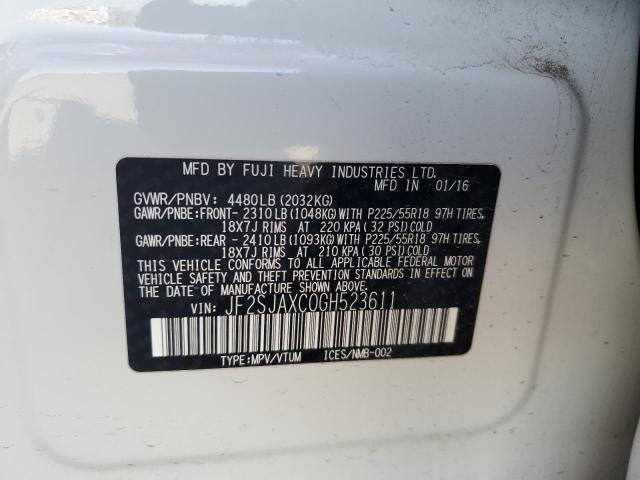 MFD BY FUJI HEAVY INDUSTRIES LTD.
MFD IN 01/16
GVWR/PNBV: 4480LB (2032KG)
GAWR/PNBE:FRONT- 2310 LB (1048KG) WITH P225/55R18 97H TIRES,
18X7J RIMS AT 220 KPA ( 32 PSI) COLD
GAWR/PNBE:REAR - 2410 LB (1093KG) WITH P225/55R18 97H TIRES,
18X7J RIMS AT 210 KPA ( 30 PSI) COLD
THIS VEHICLE CONFORMS TO ALL APPLICABLE FEDERAL MOTOR
VEHICLE SAFETY AND THEFT PREVENTION STANDARDS IN
EFFECT ON THE DATE OF MANUFACTURE SHOWN ABOVE.
VIN: JF2SJAXC0GH523611
TYPE:MPV/VTUM ICES/NMB-002